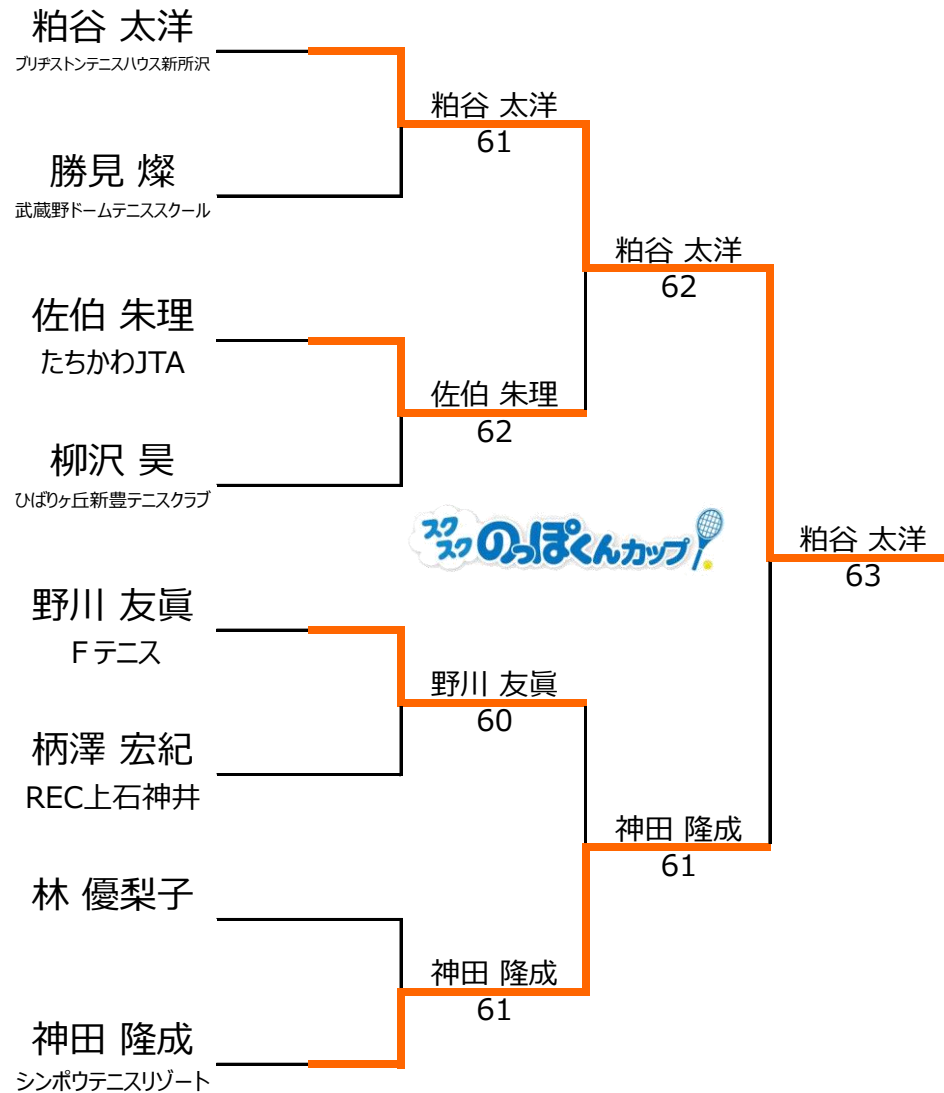 粕谷 太洋
ブリヂストンテニスハウス新所沢
粕谷 太洋
61
勝見 燦
武蔵野ドームテニススクール
粕谷 太洋
62
佐伯 朱理
たちかわJTA
佐伯 朱理
62
柳沢 昊
ひばりヶ丘新豊テニスクラブ
スクスクのっぽくんカップ
粕谷 太洋
63
野川 友眞
Fテニス
野川 友眞
60
柄澤 宏紀
REC上石神井
神田 隆成
61
林 優梨子
神田 隆成
61
神田 隆成
シンポウテニスリゾート